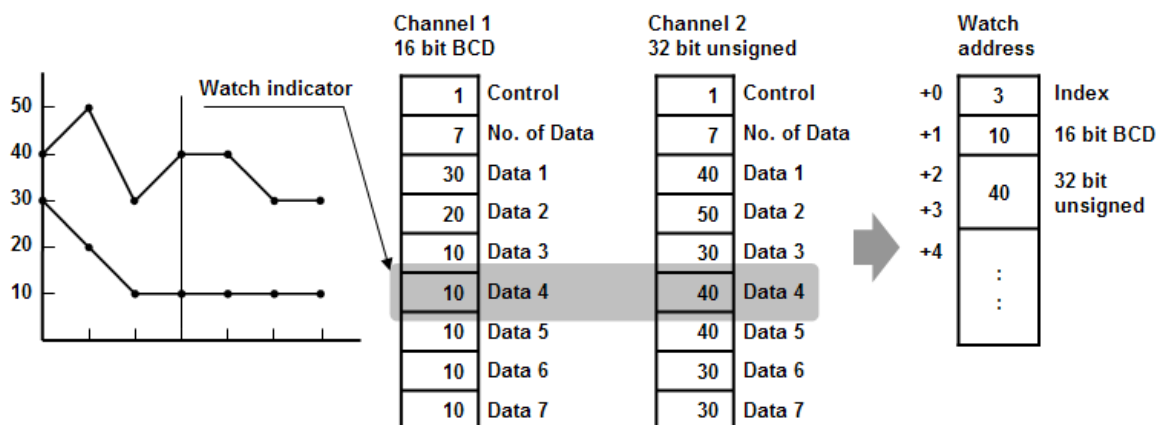 Channel 1
16 bit BCD
Channel 2
32 bit unsigned
Watch
address
50
40
30
20
10
Watch indicator
1 Control
7 No. of Data
30 Data 1
20 Data 2
10 Data 3
10 Data 4
10 Data 5
10 Data 6
10 Data 7
1 Control
7 No. of Data
40 Data 1
50 Data 2
30 Data 3
40 Data 4
40 Data 5
30 Data 6
30 Data 7
+0 3 Index
+1 10 16 bit BCD
+2
+3
40
32 bit
unsigned
+4
:
: